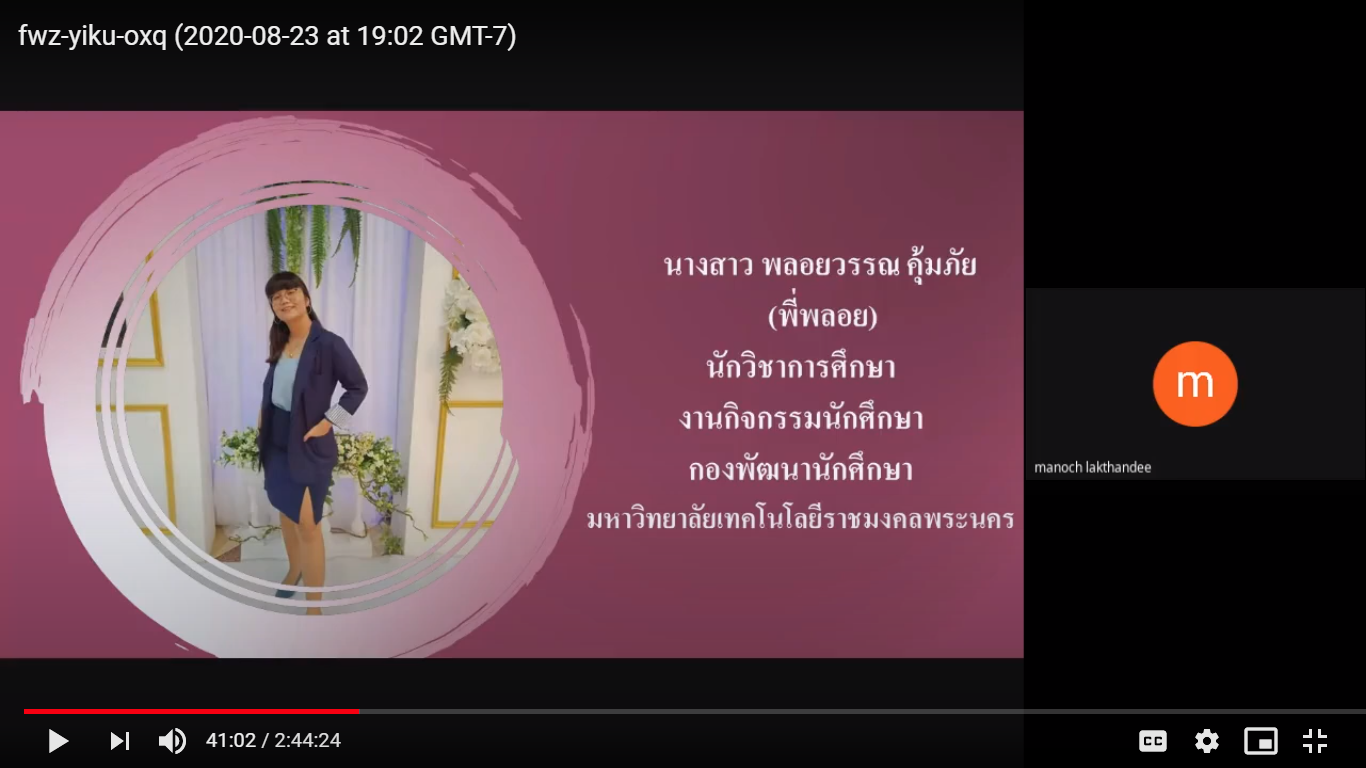 fwz-yiku-oxq (2020-08-23 at 19:02 GMT-7)
นางสาว พลอยวรรณ คุ้มภัย
(พี่พลอย)
นักวิชาการศึกษา
งานกิจกรรมนักศึกษา
กองพัฒนานักศึกษา
มหาวิทยาลัยเทคโนโลยีราชมงคลพระนคร
m
manoch lakthandee
41:02 / 2:44:24
CC